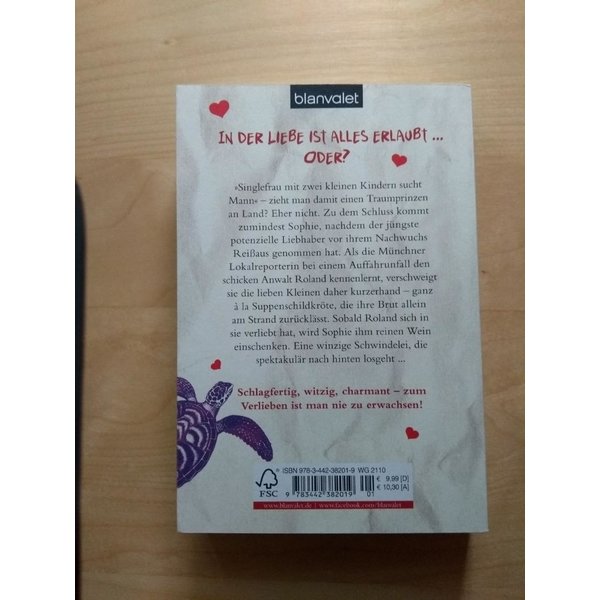 blanvalet
IN DER LIEBE IST ALLES ERLAUBT ...
ODER?
»Singlefrau mit zwei kleinen Kindern sucht
Mann« – zieht man damit einen Traumprinzen
an Land? Eher nicht. Zu dem Schluss kommt
zumindest Sophie, nachdem der jüngste
potenzielle Liebhaber vor ihrem Nachwuchs
Reißaus genommen hat. Als die Münchner
Lokalreporterin bei einem Auffahrunfall den
schicken Anwalt Roland kennenlernt, verschweigt
sie die lieben Kleinen daher kurzerhand – ganz
à la Suppenschildkröte, die ihre Brut allein
am Strand zurücklässt. Sobald Roland sich in
sie verliebt hat, wird Sophie ihm reinen Wein
einschenken. Eine winzige Schwindelei, die
spektakulär nach hinten losgeht ...
Schlagfertig, witzig, charmant – zum
Verlieben ist man nie zu erwachsen!
ISBN 978-3-442-38201-9 WG 2110
€ 9,99 [D]
€ 10,30 [A]
FSC
9 783442 382019 01
www.blanvalet.de | www.facebook.com/blanvalet